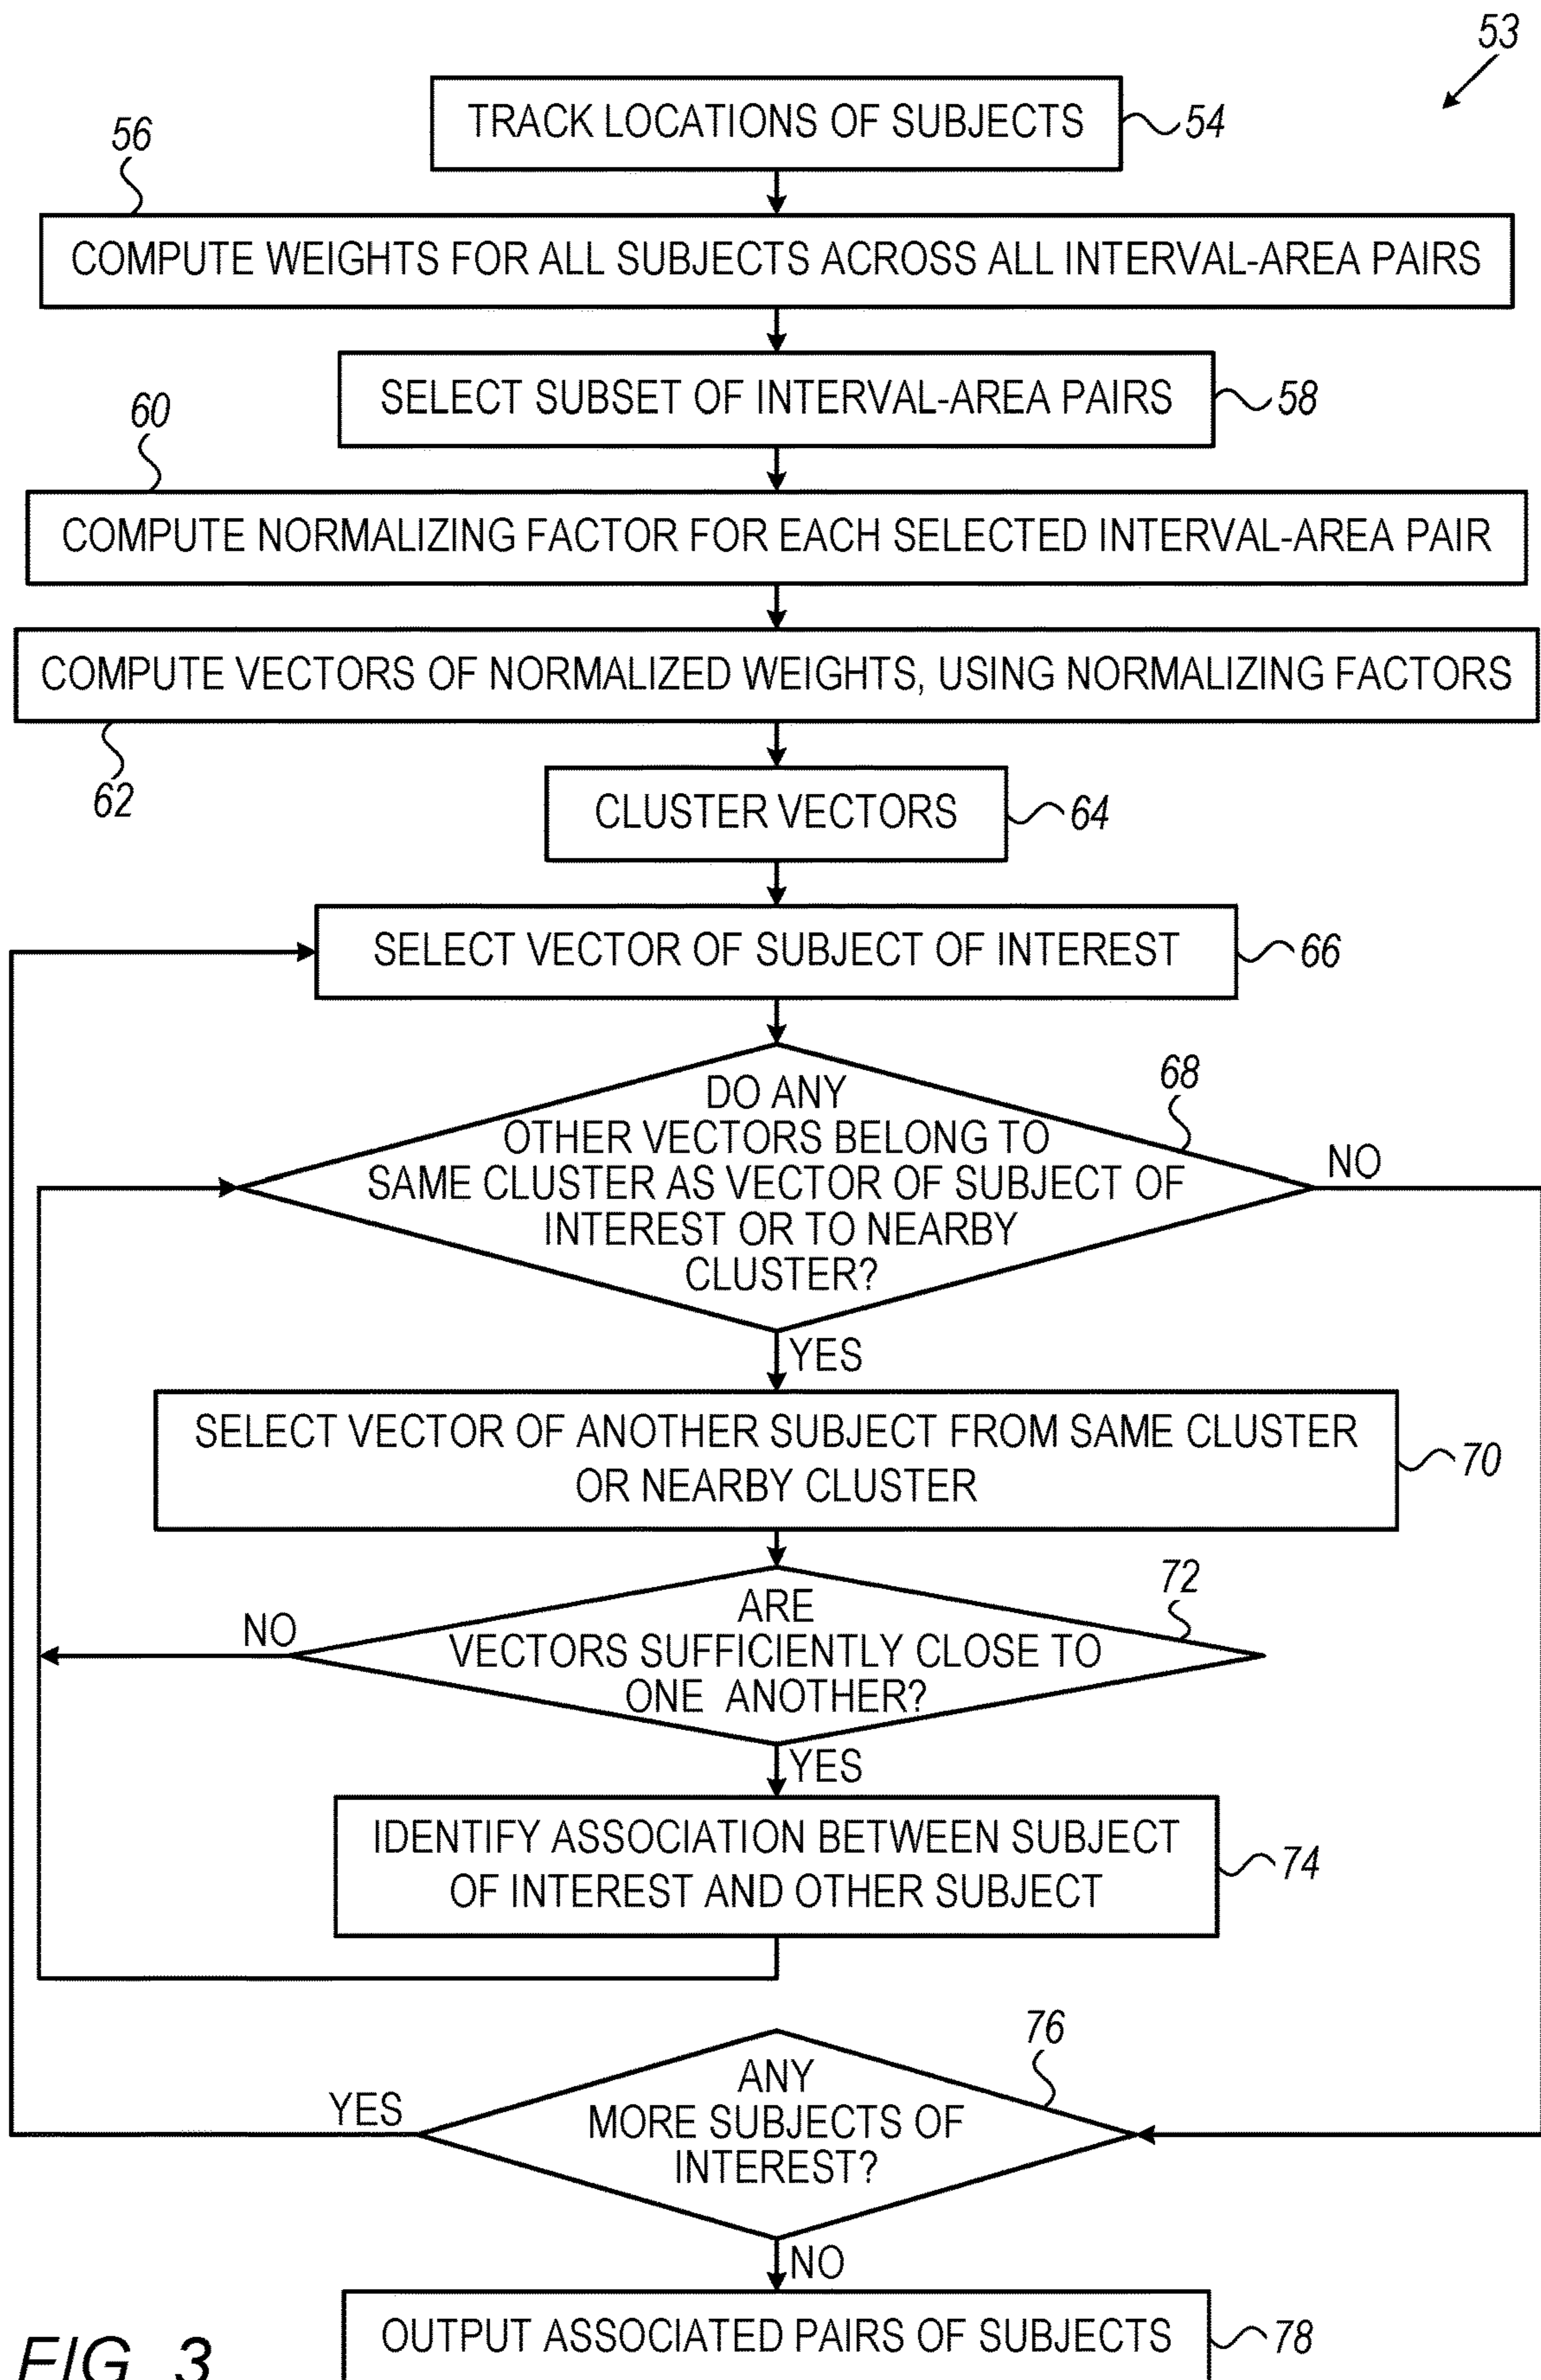 53
TRACK LOCATIONS OF SUBJECTS
54
56
COMPUTE WEIGHTS FOR ALL SUBJECTS ACROSS ALL INTERVAL-AREA PAIRS
SELECT SUBSET OF INTERVAL-AREA PAIRS
58
60
COMPUTE NORMALIZING FACTOR FOR EACH SELECTED INTERVAL-AREA PAIR
COMPUTE VECTORS OF NORMALIZED WEIGHTS, USING NORMALIZING FACTORS
62
CLUSTER VECTORS
64
SELECT VECTOR OF SUBJECT OF INTEREST
66
68
DO ANY
OTHER VECTORS BELONG TO
SAME CLUSTER AS VECTOR OF SUBJECT OF
INTEREST OR TO NEARBY
CLUSTER?
NO
YES
SELECT VECTOR OF ANOTHER SUBJECT FROM SAME CLUSTER
OR NEARBY CLUSTER
70
72
ARE
VECTORS SUFFICIENTLY CLOSE TO
ONE ANOTHER?
NO
YES
IDENTIFY ASSOCIATION BETWEEN SUBJECT
OF INTEREST AND OTHER SUBJECT
74
76
ANY
MORE SUBJECTS OF
INTEREST?
YES
NO
OUTPUT ASSOCIATED PAIRS OF SUBJECTS
78
FIG. 3